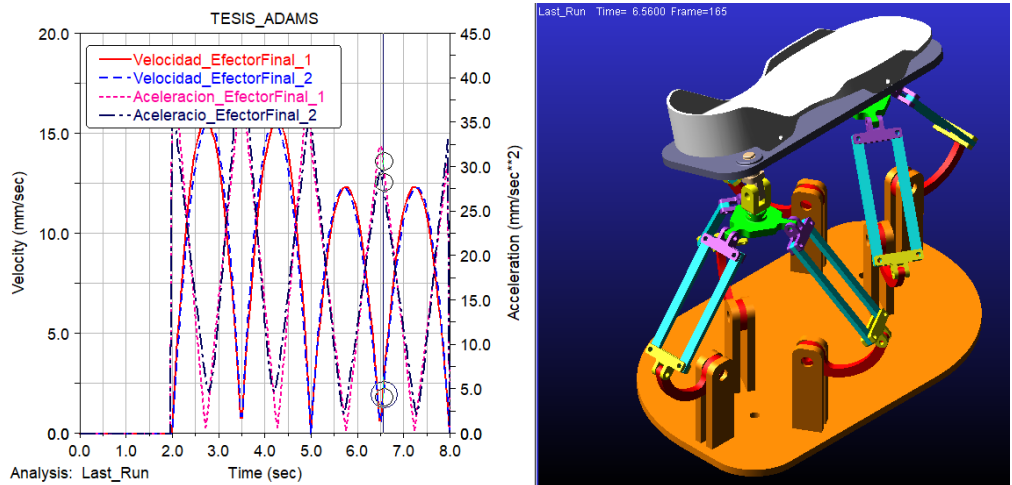 TESIS_ADAMS
20.0
15.0
10.0
5.0
0.0
Velocity (mm/sec)
Velocidad_EfectorFinal_1
Velocidad_EfectorFinal_2
Aceleracion_EfectorFinal_1
Aceleracio_EfectorFinal_2
45.0
40.0
35.0
30.0
25.0
20.0
15.0
10.0
5.0
0.0
Acceleration (mm/sec**2)
0.0 1.0 2.0 3.0 4.0 5.0 6.0 7.0 8.0
Analysis: Last_Run Time (sec)
Last_Run Time= 6.5600 Frame=165